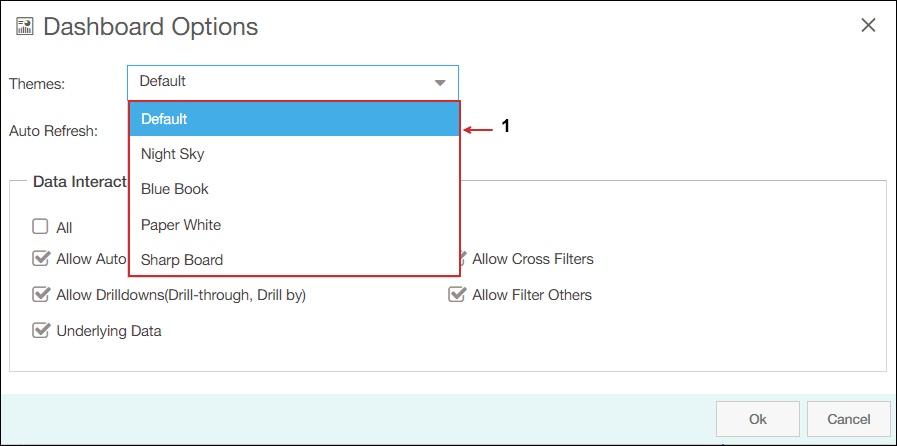 Dashboard Options
Themes: Default
Default
1
Auto Refresh:
Night Sky
Data Interact
Blue Book
All
Paper White
Allow Auto
Sharp Board
Allow Cross Filters
Allow Drilldowns(Drill-through, Drill by)
Allow Filter Others
Underlying Data
Ok
Cancel